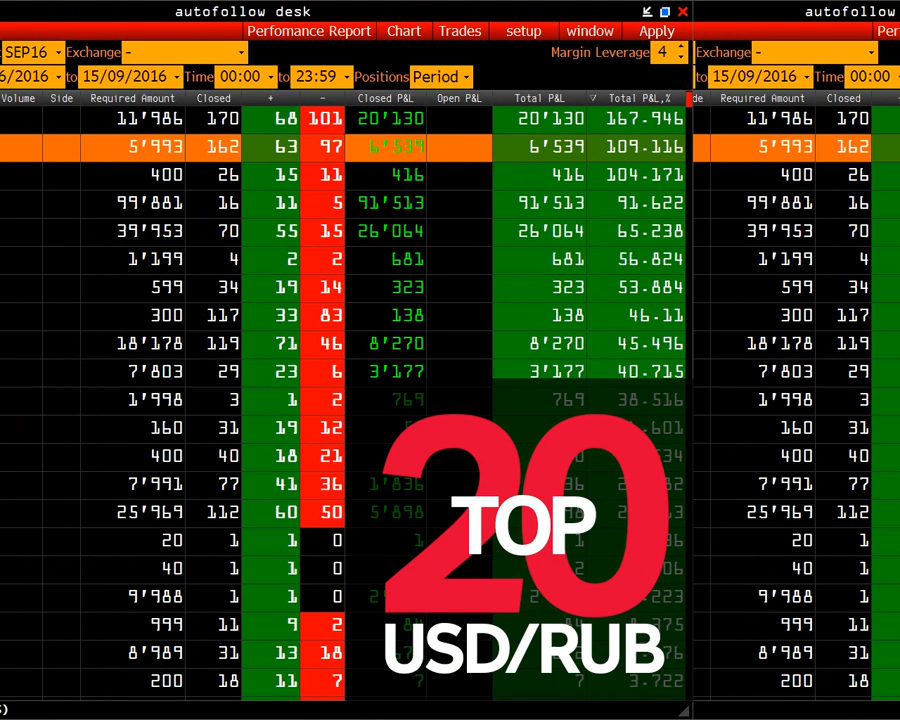 autofollow desk autofollow
Perfomance Report Chart Trades setup window Apply Per
SEP16 Exchange - Margin Leverage 4 Exchange -
6/2016 to 15/09/2016 Time 00:00 to 23:59 Positions Period to 15/09/2016 Time 00:00
Volume Side Required Amount Closed + - Closed P&L Open P&L Total P&L Total P&L,% de Required Amount Closed
11'986 170 68 101 20'130 20'130 167.946 11'986 170
5'993 162 63 97 6'539 6'539 109.116 5'993 162
400 26 15 11 416 416 104.171 400 26
99'881 16 11 5 91'513 91'513 91.622 99'881 16
39'953 70 55 15 26'064 26'064 65.238 39'953 70
1'199 4 2 2 681 681 56.824 1'199 4
599 34 19 14 323 323 53.884 599 34
300 117 33 83 138 138 46.11 300 117
18'178 119 71 46 8'270 8'270 45.496 18'178 119
7'803 29 23 6 3'177 3'177 40.715 7'803 29
1'998 3 1 2 769 769 38.516 1'998 3
160 31 19 12 160 31
400 40 18 21 400 40
7'991 77 41 36 1'836 7'991 77
25'969 112 60 50 5'898 25'969 112
20 1 1 0 1 1 20 1
40 1 1 0 40 1
9'988 1 1 0 9'988 1
999 11 9 2 999 11
8'989 31 13 18 8'989 31
200 18 11 7 7 7 3.722 200 18
20
TOP
USD/RUB